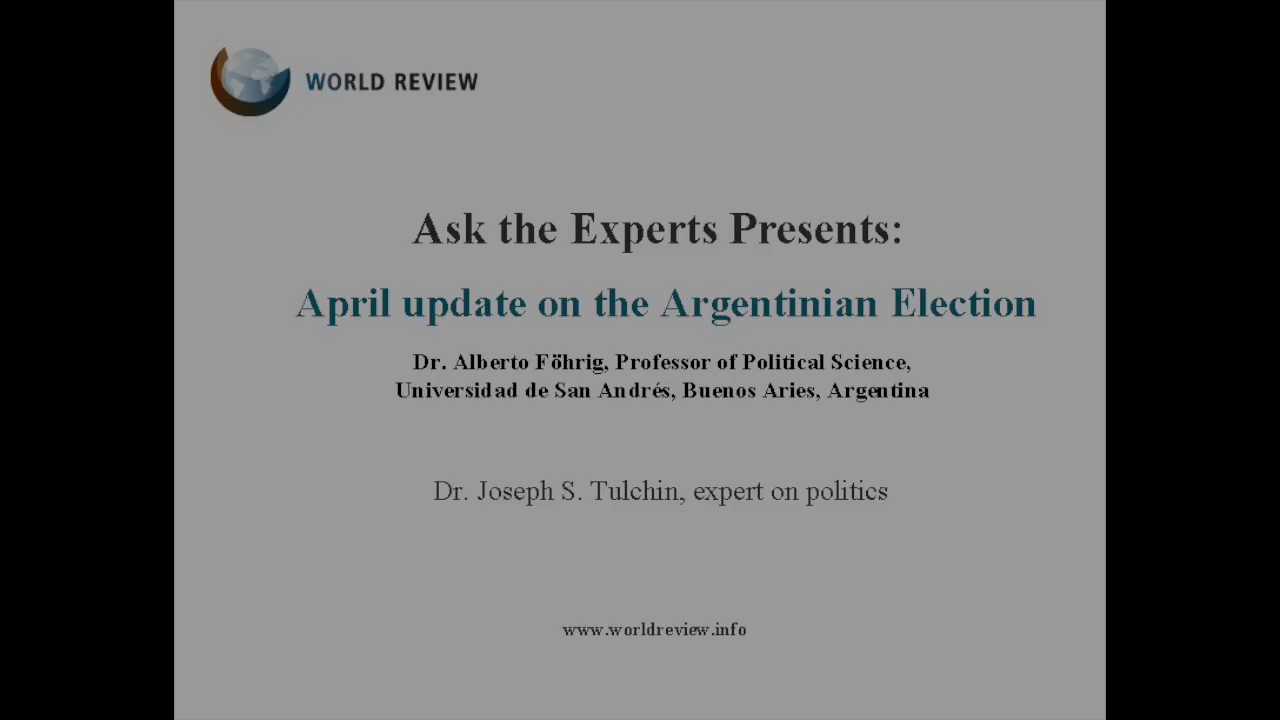 WORLD REVIEW
Ask the Experts Presents:
April update on the Argentinian Election
Dr. Alberto Föhrig, Professor of Political Science,
Universidad de San Andrés, Buenos Aries, Argentina
Dr. Joseph S. Tulchin, expert on politics
www.worldreview.info